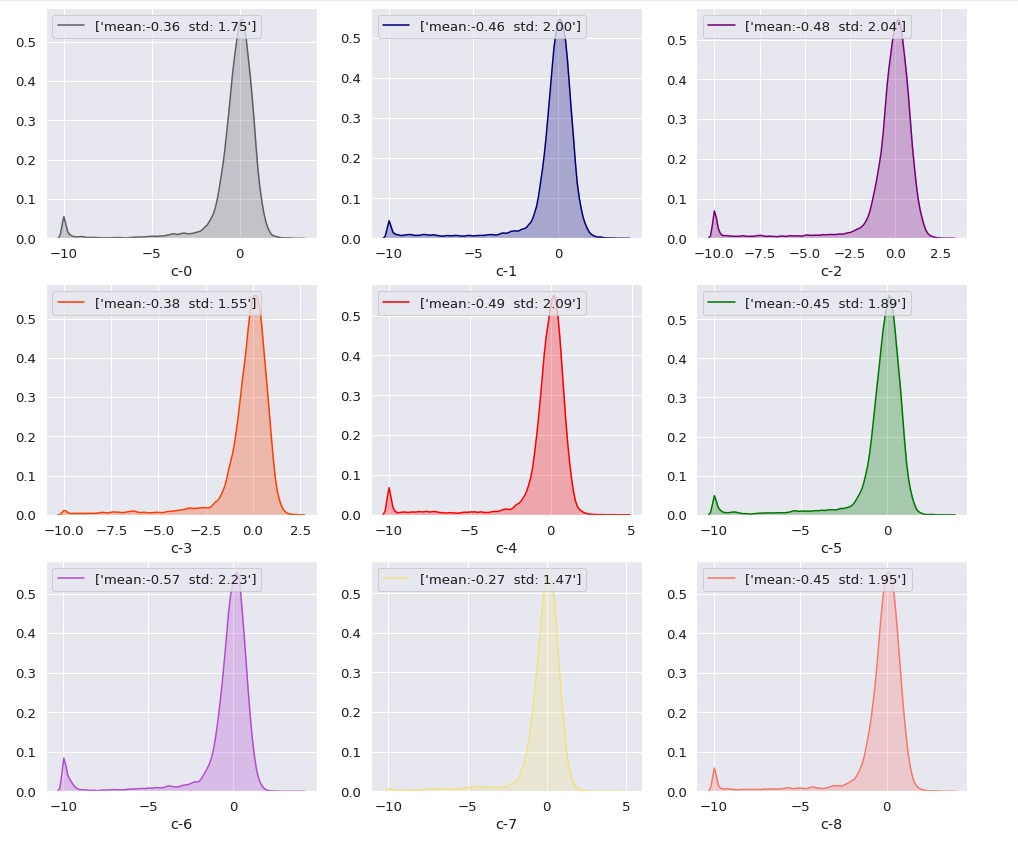 ['mean:-0.36 std: 1.75']
['mean:-0.46 std: 2.00']
['mean:-0.48 std: 2.04']
0.5 0.5 0.5
0.4 0.4 0.4
0.3 0.3 0.3
0.2 0.2 0.2
0.1 0.1 0.1
0.0 0.0 0.0
−10 −5 0
−10 −5 0
−10.0 −7.5 −5.0 −2.5 0.0 2.5
c-0 c-1 c-2
['mean:-0.38 std: 1.55']
['mean:-0.49 std: 2.09']
['mean:-0.45 std: 1.89']
0.5 0.5 0.5
0.4 0.4 0.4
0.3 0.3 0.3
0.2 0.2 0.2
0.1 0.1 0.1
0.0 0.0 0.0
−10.0 −7.5 −5.0 −2.5 0.0 2.5
−10 −5 0 5
−10 −5 0
c-3 c-4 c-5
['mean:-0.57 std: 2.23']
['mean:-0.27 std: 1.47']
['mean:-0.45 std: 1.95']
0.5 0.5 0.5
0.4 0.4 0.4
0.3 0.3 0.3
0.2 0.2 0.2
0.1 0.1 0.1
0.0 0.0 0.0
−10 −5 0
−10 −5 0 5
−10 −5 0
c-6 c-7 c-8